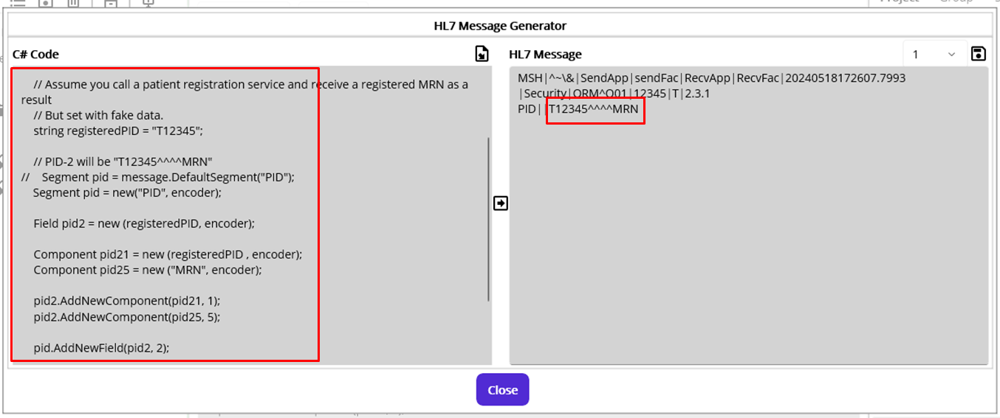 Project Group
HL7 Message Generator
C# Code
HL7 Message
1
// Assume you call a patient registration service and receive a registered MRN as a
result
// But set with fake data.
string registeredPID = "T12345";
// PID-2 will be "T12345^^^^MRN"
// Segment pid = message.DefaultSegment("PID");
Segment pid = new("PID", encoder);
Field pid2 = new (registeredPID, encoder);
Component pid21 = new (registeredPID , encoder);
Component pid25 = new ("MRN", encoder);
pid2.AddNewComponent(pid21, 1);
pid2.AddNewComponent(pid25, 5);
pid.AddNewField(pid2, 2);
MSH|^~\&|SendApp|sendFac|RecvApp|RecvFac|20240518172607.7993
|Security|ORM^O01|12345|T|2.3.1
PID||T12345^^^^MRN
Close